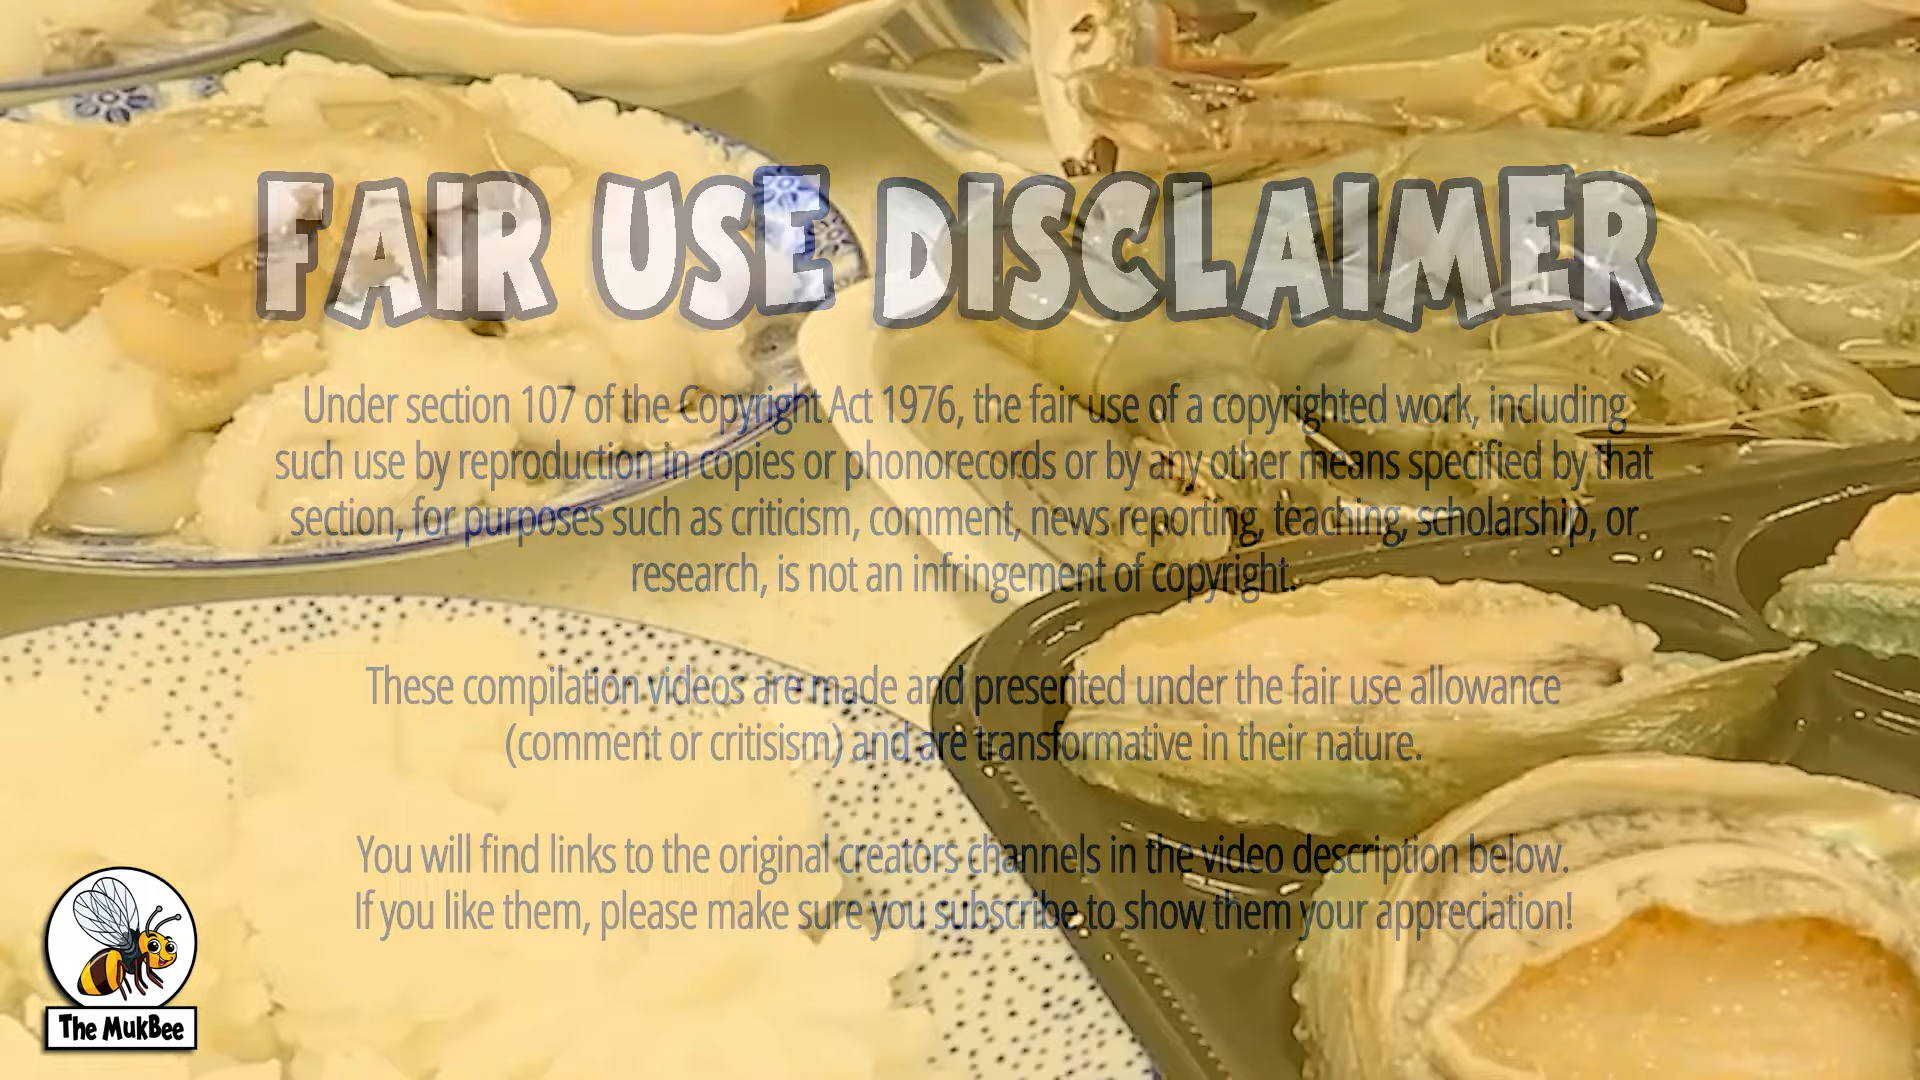 FAIR USE DISCLAIMER
Under section 107 of the Copyright Act 1976, the fair use of a copyrighted work, including
such use by reproduction in copies or phonorecords or by any other means specified by that
section, for purposes such as criticism, comment, news reporting, teaching, scholarship, or
research, is not an infringement of copyright.
These compilation videos are made and presented under the fair use allowance
(comment or critisism) and are transformative in their nature.
You will find links to the original creators channels in the video description below.
If you like them, please make sure you subscribe to show them your appreciation!
The MukBee